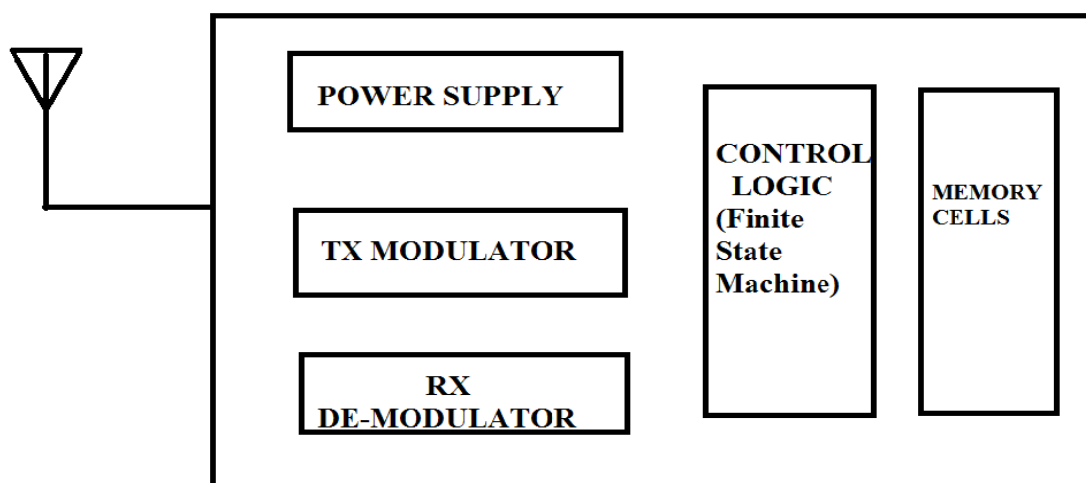 POWER SUPPLY
TX MODULATOR
RX
DE-MODULATOR
CONTROL
LOGIC
(Finite
State
Machine)
MEMORY
CELLS